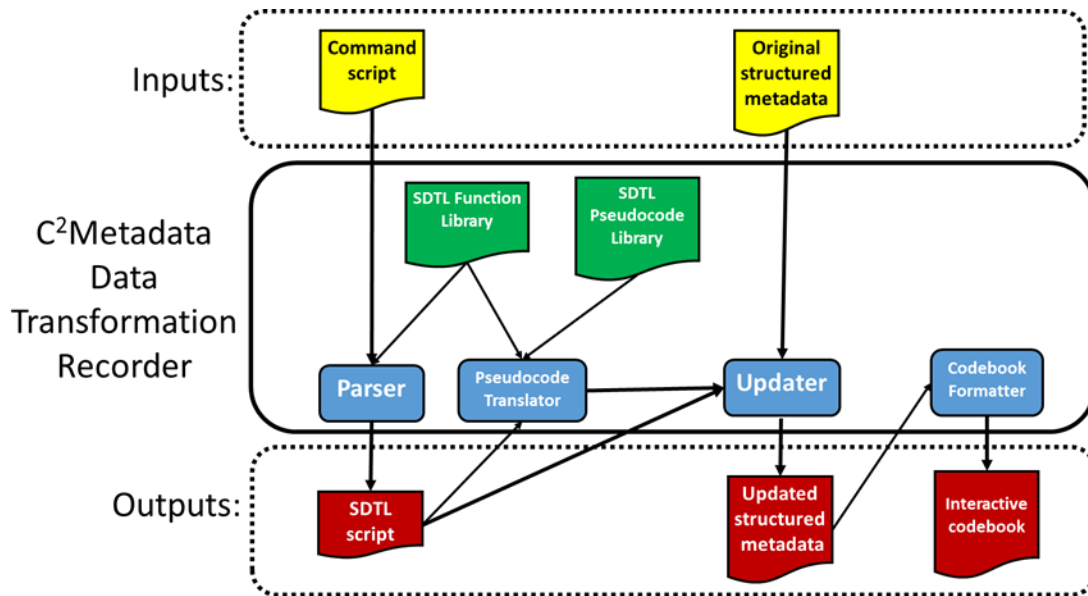 Inputs:
Command
script
Original
structured
metadata
C²Metadata
Data
Transformation
Recorder
SDTL Function
Library
SDTL
Pseudocode
Library
Parser
Pseudocode
Translator
Updater
Codebook
Formatter
Outputs:
SDTL
script
Updated
structured
metadata
Interactive
codebook